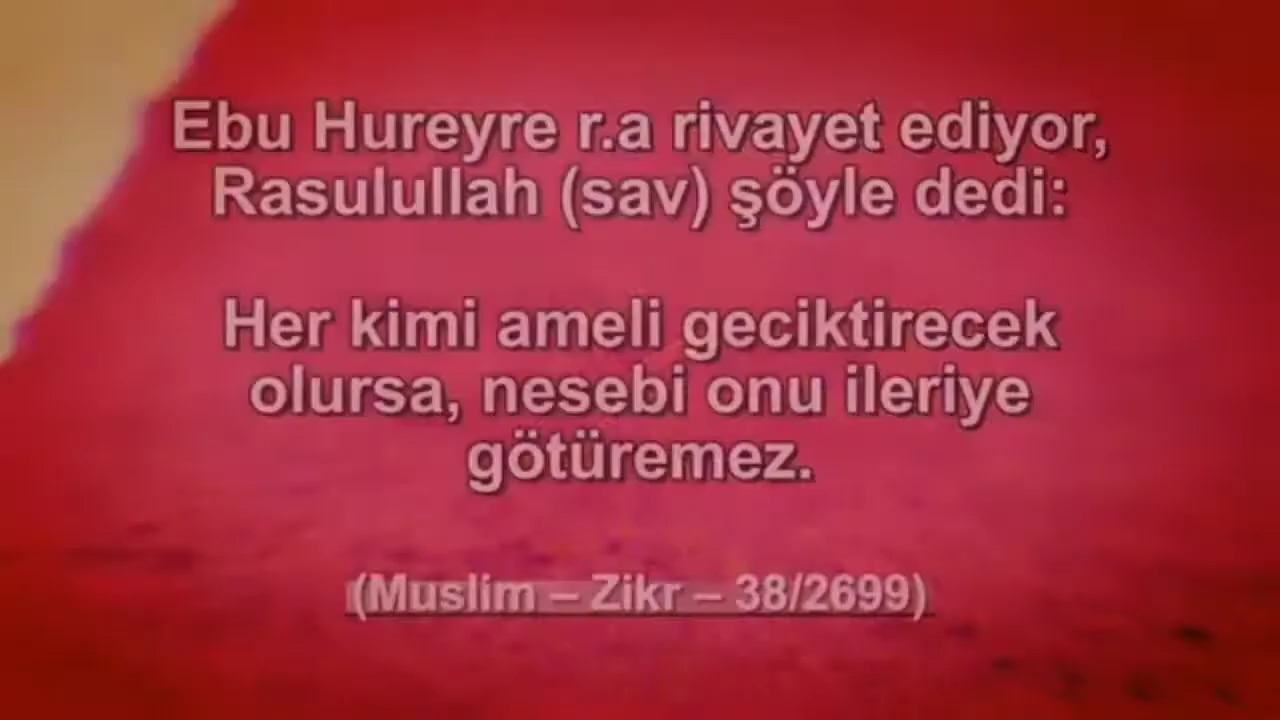 Ebu Hureyre r.a rivayet ediyor,
Rasulullah (sav) şöyle dedi:
Her kimi ameli geciktirecek
olursa, nesebi onu ileriye
götüremez.
(Muslim – Zikr – 38/2699)